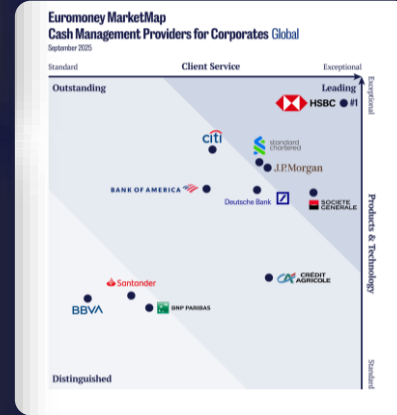 Euromoney MarketMap
Cash Management Providers for Corporates Global
September 2025
Standard Client Service Exceptional
Outstanding Leading
HSBC #1
Exceptional
citi
standard
chartered
J.P.Morgan
BANK OF AMERICA
Deutsche Bank
SOCIETE
GENERALE
Products & Technology
CRÉDIT
AGRICOLE
Santander
BBVA
BNP PARIBAS
Standard
Distinguished